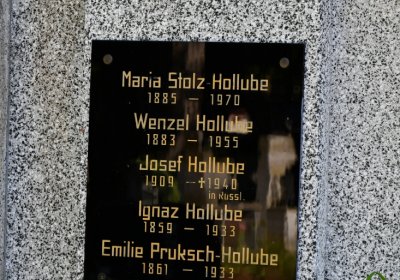 Maria Stolz-Hollube
1885 – 1970
Wenzel Hollube
1883 – 1955
Josef Hollube
1909 – ✝1940
in Russl.
Ignaz Hollube
1859 – 1933
Emilie Pruksch-Hollube
1861 – 1933